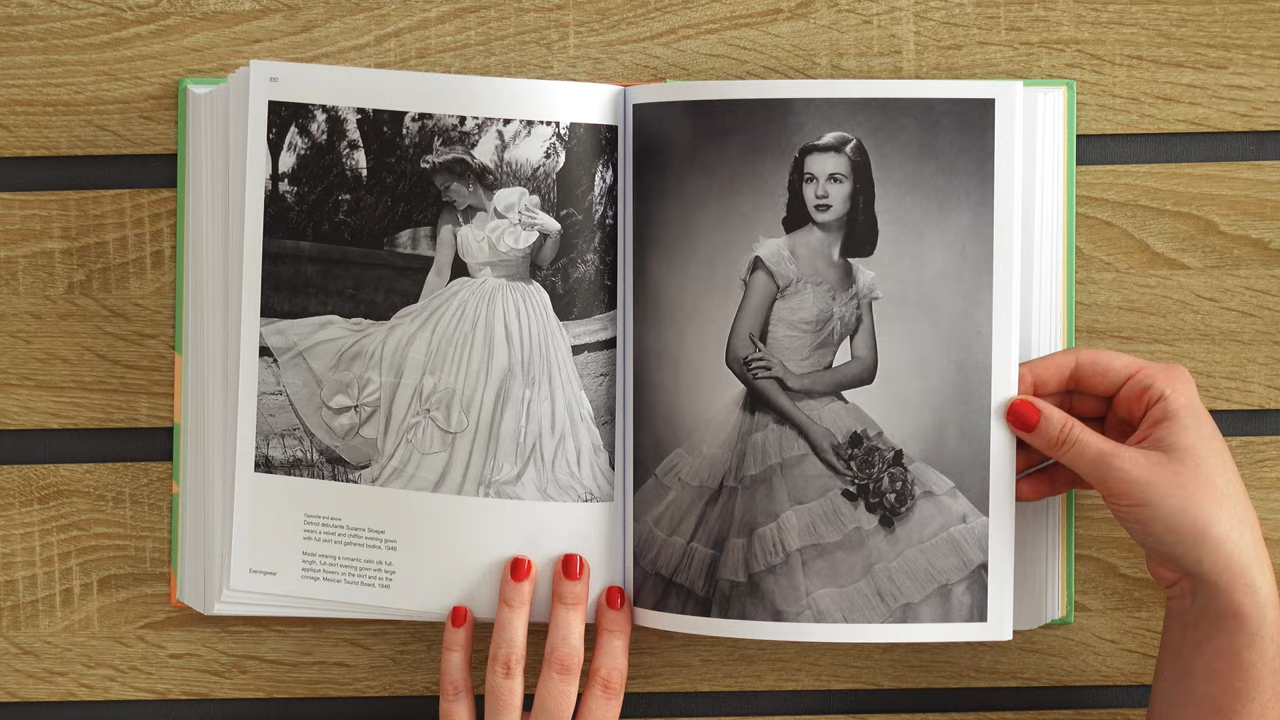 332
Opposite and above
Detroit debutante Suzanne Stoepel
wears a velvet and chiffon evening gown
with full skirt and gathered bodice, 1946
Model wearing a romantic satin silk full-
length, full-skirt evening gown with large
appliqué flowers on the skirt and as the
corsage. Mexican Tourist Board, 1946
Eveningwear